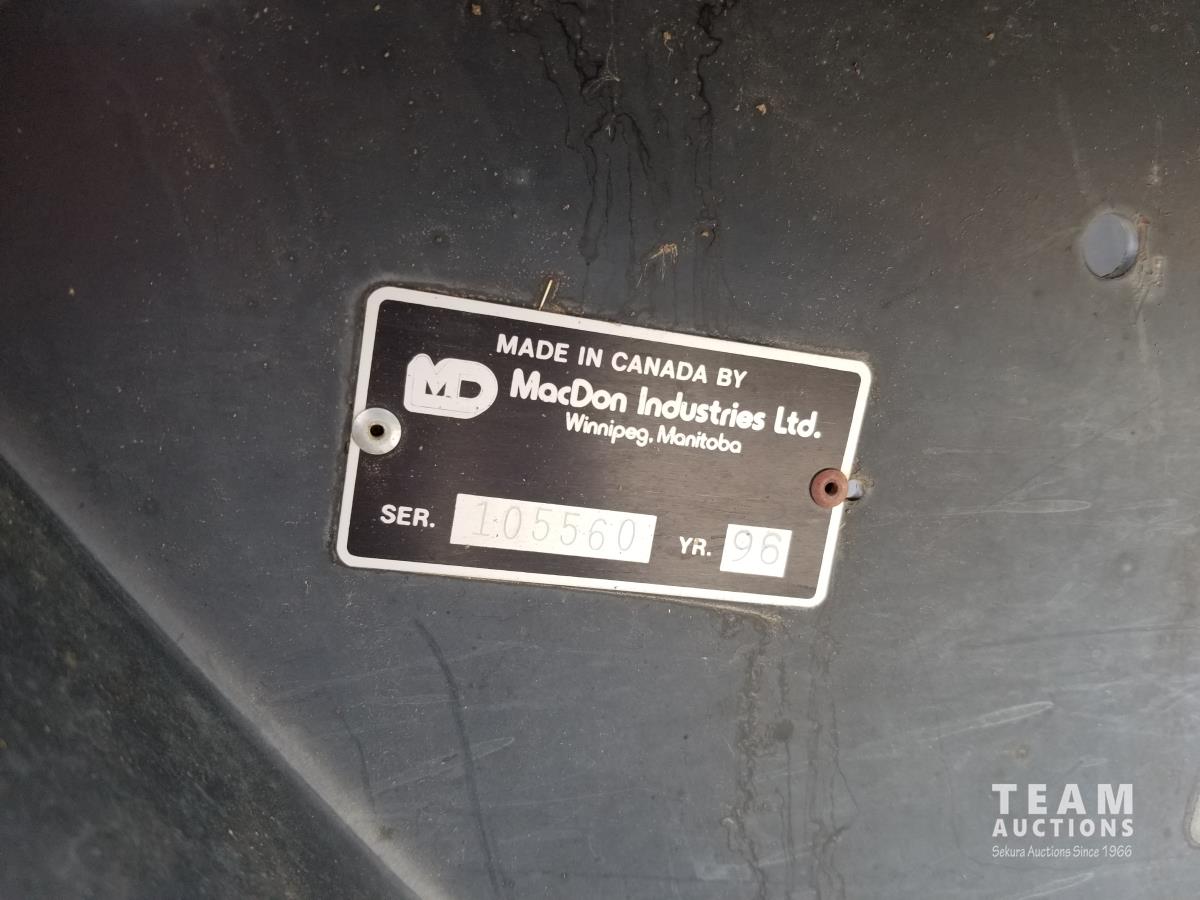 MADE IN CANADA BY
MD
MacDon Industries Ltd.
Winnipeg, Manitoba
SER. 105560 YR. 96
TEAM
AUCTIONS
Sekura Auctions Since 1966